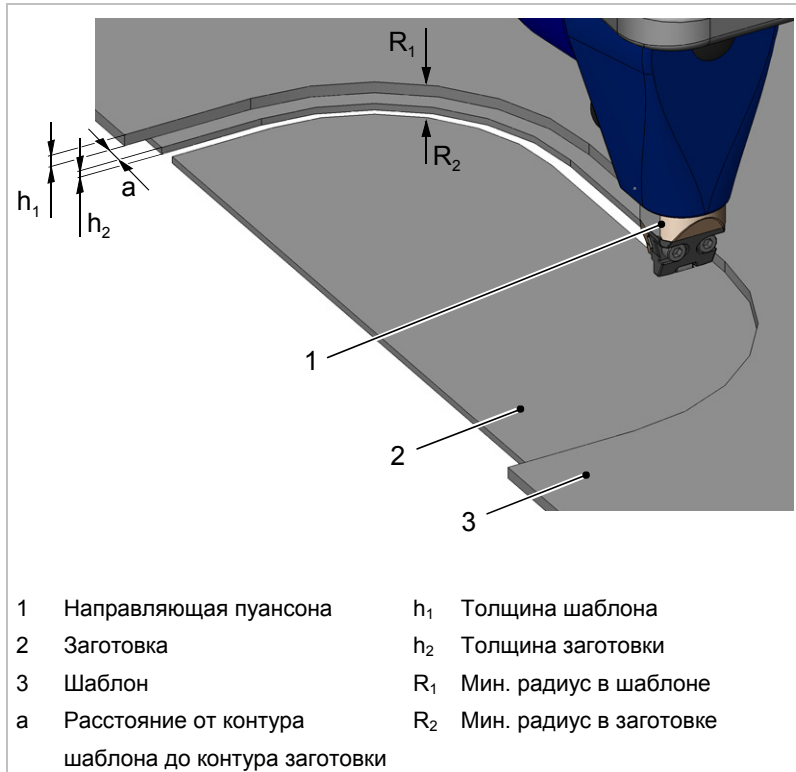 R₁
R₂
h₁
a
h₂
1
2
3
1 Направляющая пуансона
2 Заготовка
3 Шаблон
a Расстояние от контура
шаблона до контура заготовки
h₁ Толщина шаблона
h₂ Толщина заготовки
R₁ Мин. радиус в шаблоне
R₂ Мин. радиус в заготовке